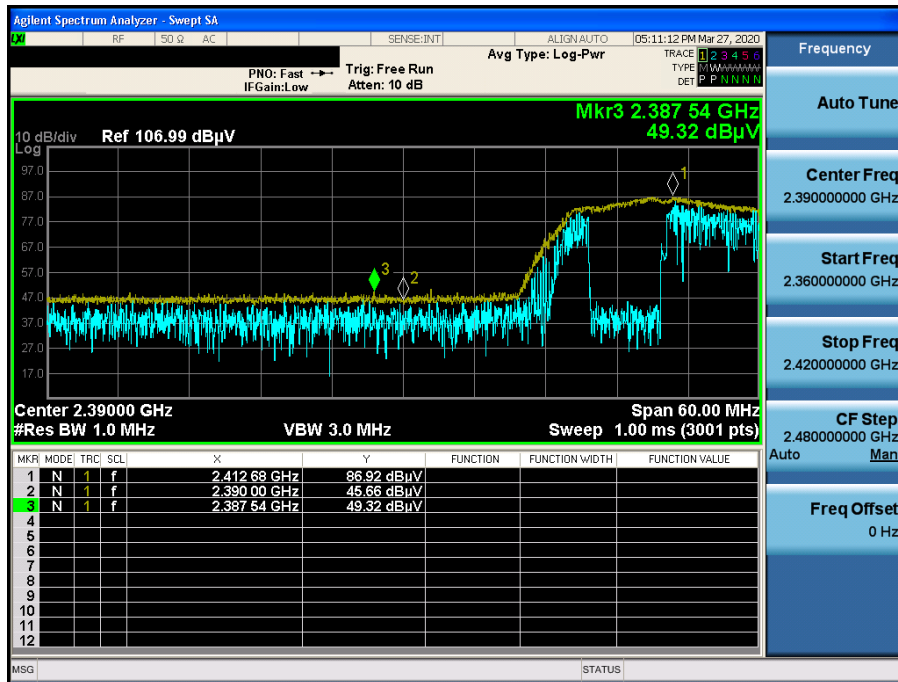 Agilent Spectrum Analyzer - Swept SA
LXI RF 50 Ω AC SENSE:INT ALIGN AUTO 05:11:12 PM Mar 27, 2020
Avg Type: Log-Pwr TRACE 1 2 3 4 5 6
PNO: Fast Trig: Free Run TYPE M W W W W W
IFGain:Low Atten: 10 dB DET P P N N N N
Mkr3 2.387 54 GHz
49.32 dBµV
10 dB/div Ref 106.99 dBµV
Log
97.0
87.0
77.0
67.0
57.0
47.0
37.0
27.0
17.0
1
3
2
Center 2.39000 GHz Span 60.00 MHz
#Res BW 1.0 MHz VBW 3.0 MHz Sweep 1.00 ms (3001 pts)
MKR MODE TRC SCL X Y FUNCTION FUNCTION WIDTH FUNCTION VALUE
1 N 1 f 2.412 68 GHz 86.92 dBµV
2 N 1 f 2.390 00 GHz 45.66 dBµV
3 N 1 f 2.387 54 GHz 49.32 dBµV
4
5
6
7
8
9
10
11
12
MSG STATUS
Frequency
Auto Tune
Center Freq
2.390000000 GHz
Start Freq
2.360000000 GHz
Stop Freq
2.420000000 GHz
CF Step
2.480000000 GHz
Auto Man
Freq Offset
0 Hz